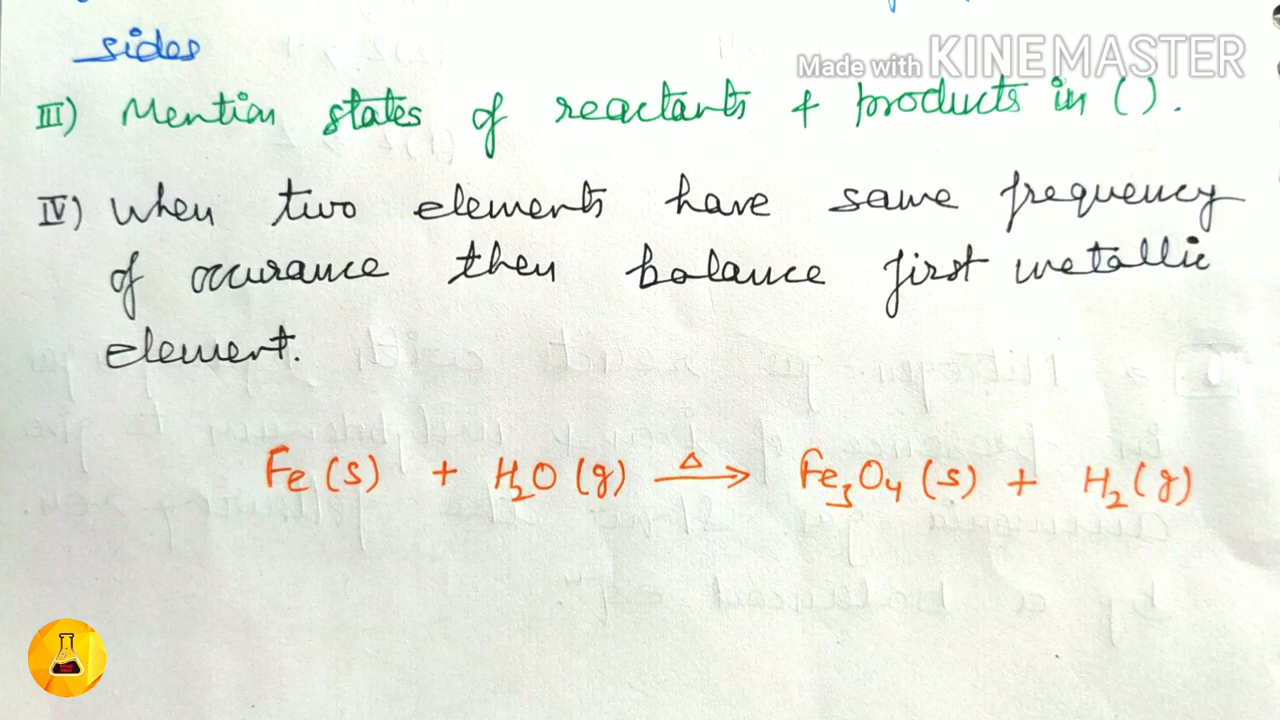 sides
Made with KINEMASTER
III) Mention states of reactants + products in ( ).
IV) When two elements have same frequency
of occurance then balance first metallic
element.
Fe (s) + H₂O (g) —Δ→ Fe₃O₄ (s) + H₂ (g)